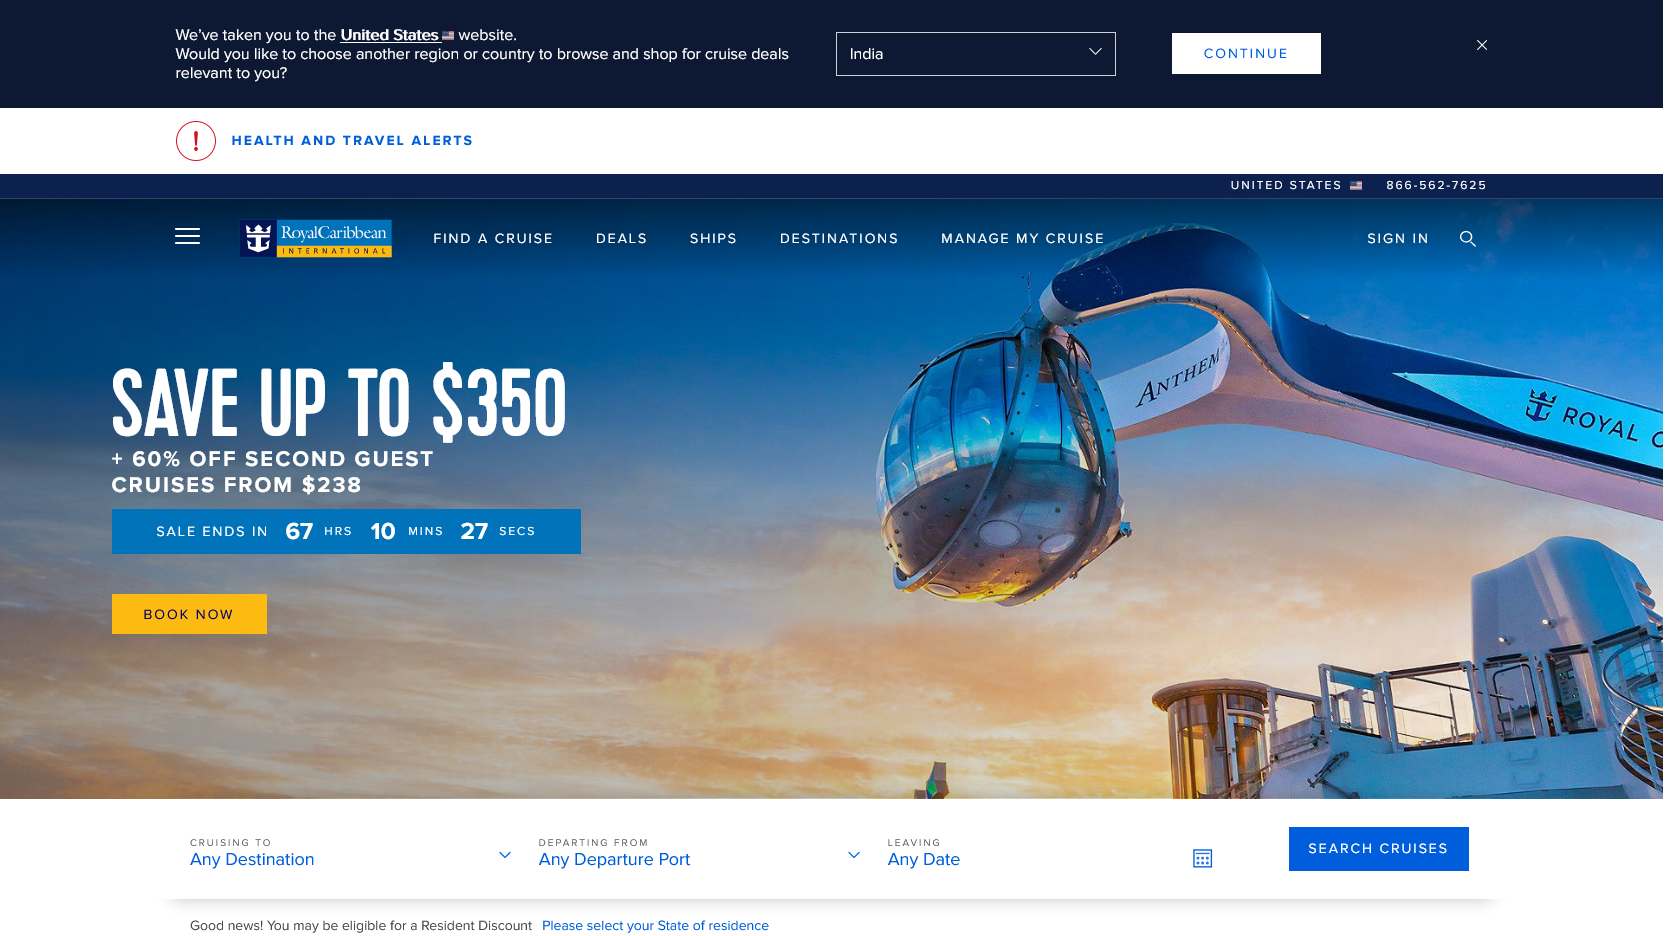 We've taken you to the United States website.
Would you like to choose another region or country to browse and shop for cruise deals
relevant to you?
India
CONTINUE
HEALTH AND TRAVEL ALERTS
UNITED STATES 866-562-7625
RoyalCaribbean
INTERNATIONAL
FIND A CRUISE DEALS SHIPS DESTINATIONS MANAGE MY CRUISE SIGN IN
ANTHEM
ROYAL C
SAVE UP TO $350
+ 60% OFF SECOND GUEST
CRUISES FROM $238
SALE ENDS IN 67 HRS 10 MINS 27 SECS
BOOK NOW
CRUISING TO
Any Destination
DEPARTING FROM
Any Departure Port
LEAVING
Any Date
SEARCH CRUISES
Good news! You may be eligible for a Resident Discount Please select your State of residence